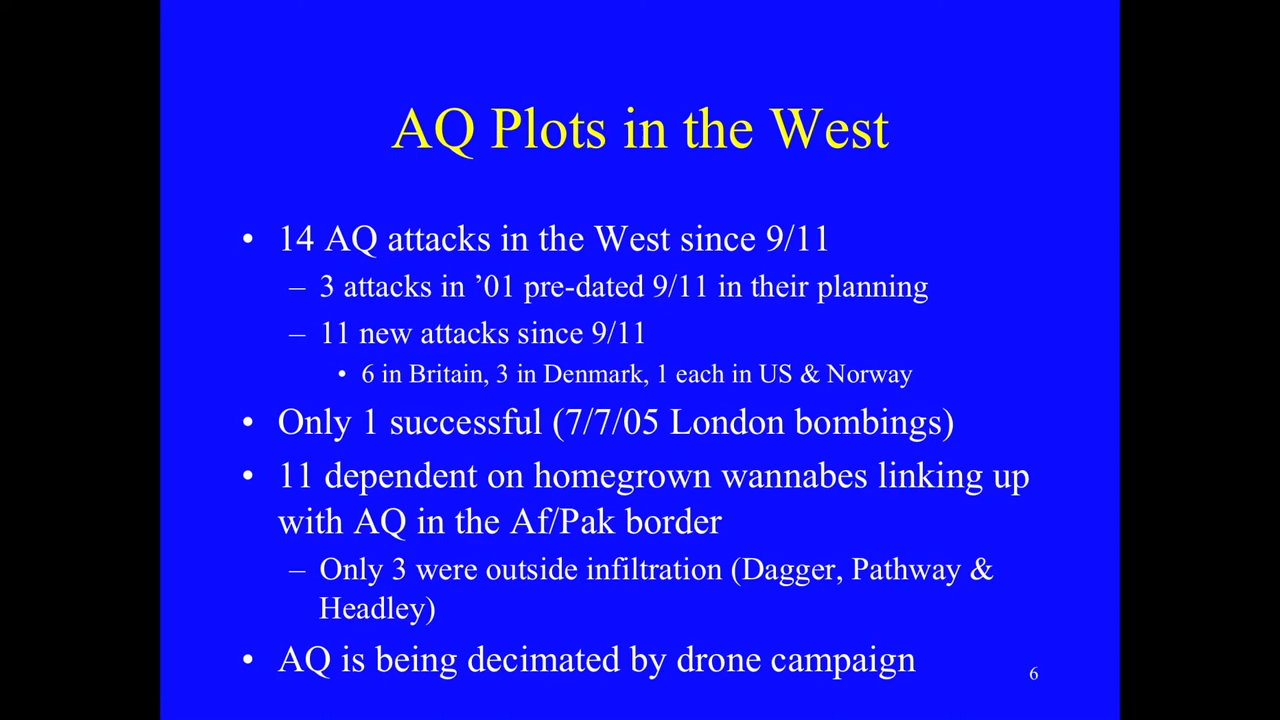 AQ Plots in the West
• 14 AQ attacks in the West since 9/11
– 3 attacks in ’01 pre-dated 9/11 in their planning
– 11 new attacks since 9/11
• 6 in Britain, 3 in Denmark, 1 each in US & Norway
• Only 1 successful (7/7/05 London bombings)
• 11 dependent on homegrown wannabes linking up
with AQ in the Af/Pak border
– Only 3 were outside infiltration (Dagger, Pathway &
Headley)
• AQ is being decimated by drone campaign
6